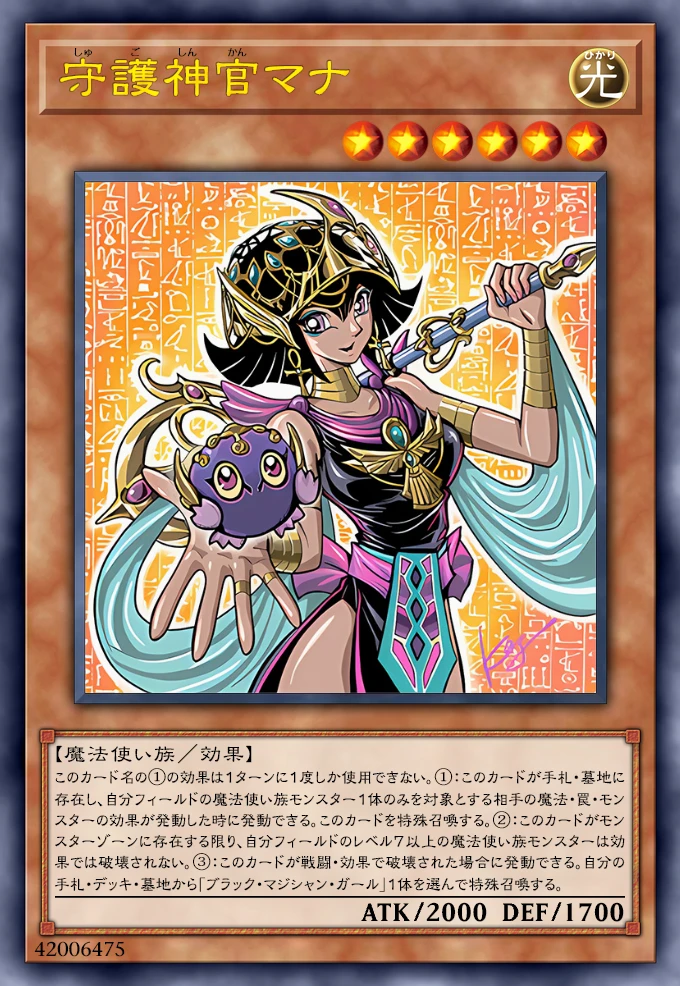 しゅ ご しん かん
守護神官マナ
ひかり
光
【魔法使い族／効果】
このカード名の①の効果は１ターンに１度しか使用できない。①：このカードが手札・墓地に
存在し、自分フィールドの魔法使い族モンスター１体のみを対象とする相手の魔法・罠・モン
スターの効果が発動した時に発動できる。このカードを特殊召喚する。②：このカードがモン
スターゾーンに存在する限り、自分フィールドのレベル７以上の魔法使い族モンスターは効
果では破壊されない。③：このカードが戦闘・効果で破壊された場合に発動できる。自分の
手札・デッキ・墓地から「ブラック・マジシャン・ガール」１体を選んで特殊召喚する。
ATK/2000 DEF/1700
42006475